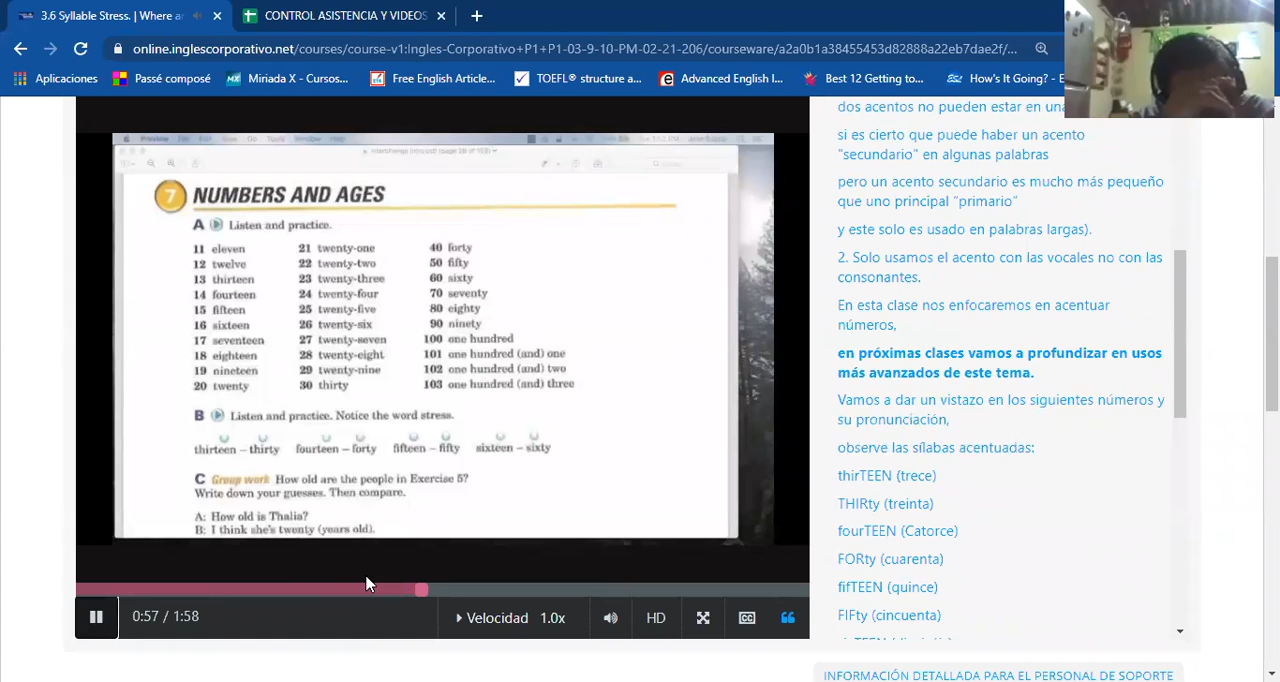 3.6 Syllable Stress. | Where ar
CONTROL ASISTENCIA Y VIDEOS
online.inglescorporativo.net/courses/course-v1:Ingles-Corporativo+P1+P1-03-9-10-PM-02-21-206/courseware/a2a0b1a38455453d82888a22eb7dae2f/...
Aplicaciones
Passé composé
Miriada X - Cursos...
Free English Article...
TOEFL® structure a...
Advanced English I...
Best 12 Getting to...
How's It Going? - E
7 NUMBERS AND AGES
A Listen and practice.
11 eleven 21 twenty-one 40 forty
12 twelve 22 twenty-two 50 fifty
13 thirteen 23 twenty-three 60 sixty
14 fourteen 24 twenty-four 70 seventy
15 fifteen 25 twenty-five 80 eighty
16 sixteen 26 twenty-six 90 ninety
17 seventeen 27 twenty-seven 100 one hundred
18 eighteen 28 twenty-eight 101 one hundred (and) one
19 nineteen 29 twenty-nine 102 one hundred (and) two
20 twenty 30 thirty 103 one hundred (and) three
B Listen and practice. Notice the word stress.
thirteen – thirty fourteen – forty fifteen – fifty sixteen – sixty
C Group work How old are the people in Exercise 5?
Write down your guesses. Then compare.
A: How old is Thalia?
B: I think she's twenty (years old).
0:57 / 1:58
Velocidad 1.0x
HD
CC
dos acentos no pueden estar en una
si es cierto que puede haber un acento
"secundario" en algunas palabras
pero un acento secundario es mucho más pequeño
que uno principal “primario”
y este solo es usado en palabras largas).
2. Solo usamos el acento con las vocales no con las
consonantes.
En esta clase nos enfocaremos en acentuar
números,
en próximas clases vamos a profundizar en usos
más avanzados de este tema.
Vamos a dar un vistazo en los siguientes números y
su pronunciación,
observe las sílabas acentuadas:
thirTEEN (trece)
THIRty (treinta)
fourTEEN (Catorce)
FORty (cuarenta)
fifTEEN (quince)
FIFty (cincuenta)
INFORMACIÓN DETALLADA PARA EL PERSONAL DE SOPORTE